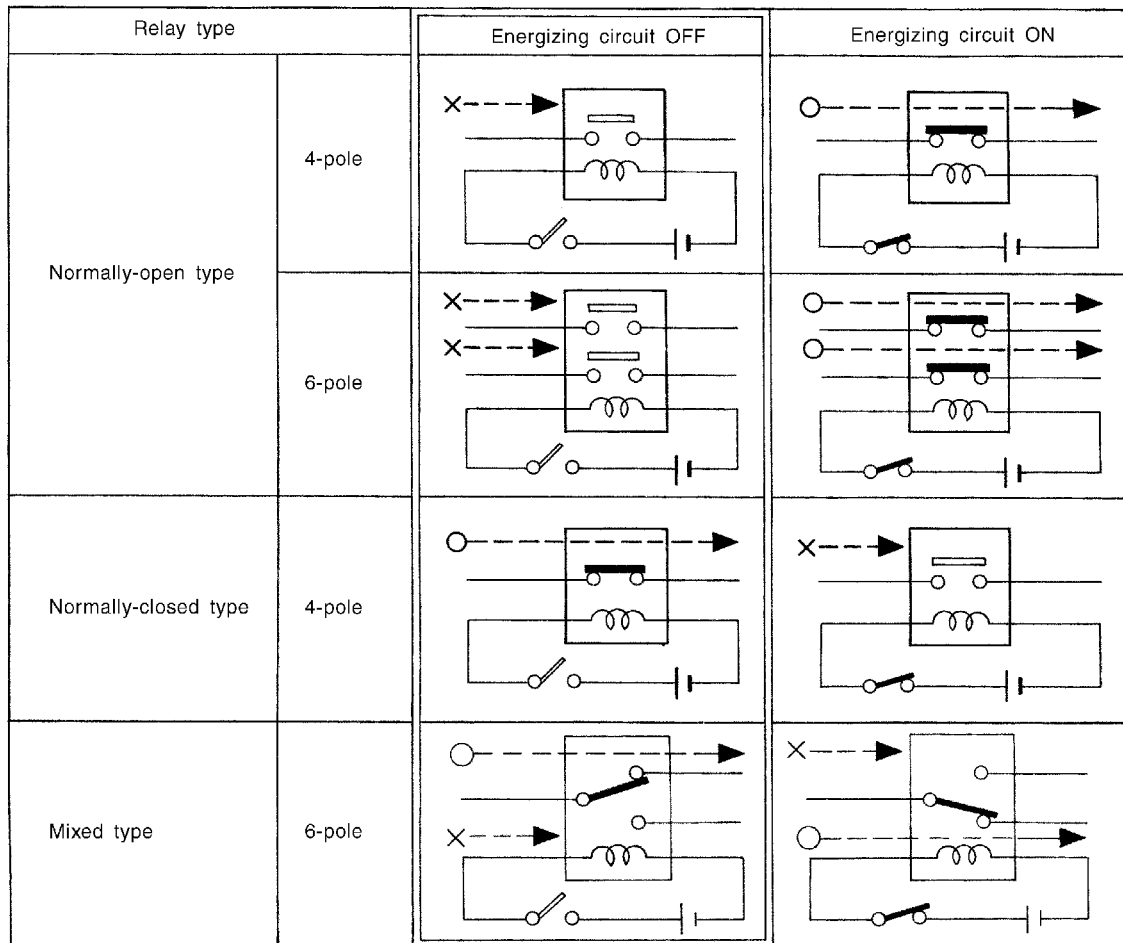 Relay type
Energizing circuit OFF
Energizing circuit ON
Normally-open type
4-pole
6-pole
Normally-closed type
4-pole
Mixed type
6-pole